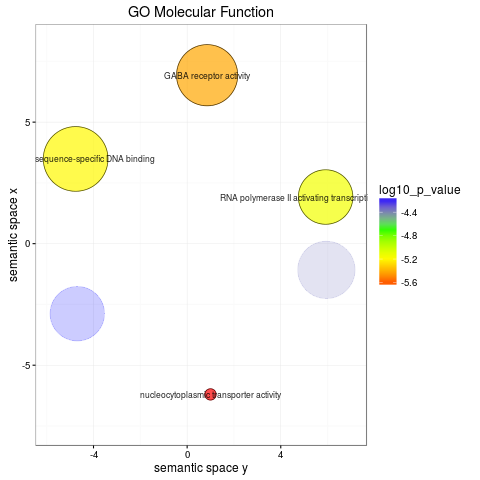 GO Molecular Function
GABA receptor activity
sequence-specific DNA binding
RNA polymerase II activating transcripti
nucleocytoplasmic transporter activity
semantic space x
5
0
-5
-4
0
4
semantic space y
log10_p_value
-4.4
-4.8
-5.2
-5.6